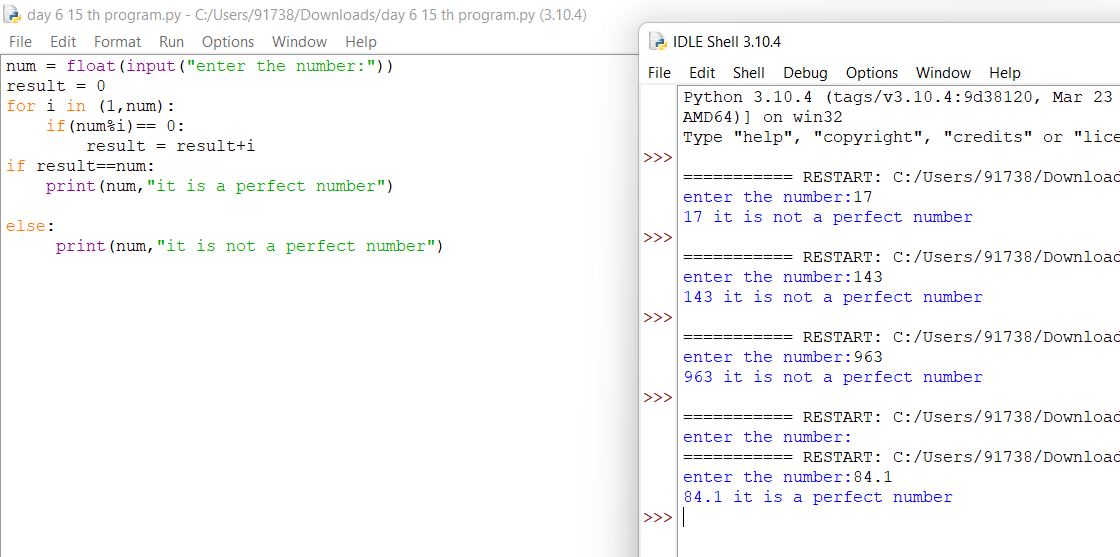 day 6 15 th program.py - C:/Users/91738/Downloads/day 6 15 th program.py (3.10.4)
File Edit Format Run Options Window Help
num = float(input("enter the number:"))
result = 0
for i in (1,num):
    if(num%i)== 0:
        result = result+i
if result==num:
    print(num,"it is a perfect number")
else:
     print(num,"it is not a perfect number")
IDLE Shell 3.10.4
File Edit Shell Debug Options Window Help
Python 3.10.4 (tags/v3.10.4:9d38120, Mar 23
AMD64)] on win32
Type "help", "copyright", "credits" or "lice
>>>
=========== RESTART: C:/Users/91738/Download
enter the number:17
17 it is not a perfect number
>>>
=========== RESTART: C:/Users/91738/Download
enter the number:143
143 it is not a perfect number
>>>
=========== RESTART: C:/Users/91738/Download
enter the number:963
963 it is not a perfect number
>>>
=========== RESTART: C:/Users/91738/Download
enter the number:
=========== RESTART: C:/Users/91738/Download
enter the number:84.1
84.1 it is a perfect number
>>>